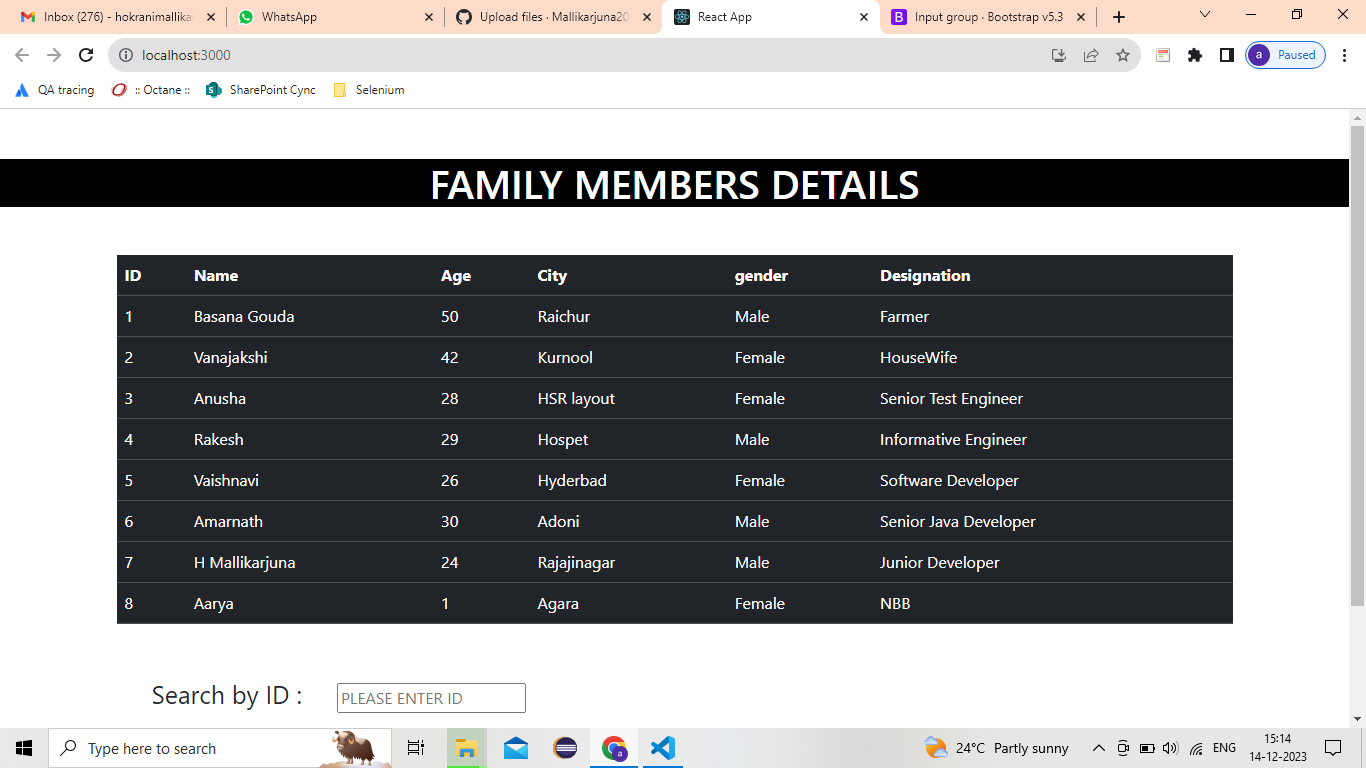 Inbox (276) - hokranimallika
WhatsApp
Upload files · Mallikarjuna20
React App
Input group · Bootstrap v5.3
localhost:3000
a Paused
QA tracing
:: Octane ::
SharePoint Cync
Selenium
FAMILY MEMBERS DETAILS
ID Name Age City gender Designation
1 Basana Gouda 50 Raichur Male Farmer
2 Vanajakshi 42 Kurnool Female HouseWife
3 Anusha 28 HSR layout Female Senior Test Engineer
4 Rakesh 29 Hospet Male Informative Engineer
5 Vaishnavi 26 Hyderbad Female Software Developer
6 Amarnath 30 Adoni Male Senior Java Developer
7 H Mallikarjuna 24 Rajajinagar Male Junior Developer
8 Aarya 1 Agara Female NBB
Search by ID : PLEASE ENTER ID
Type here to search
24°C Partly sunny
ENG
15:14
14-12-2023